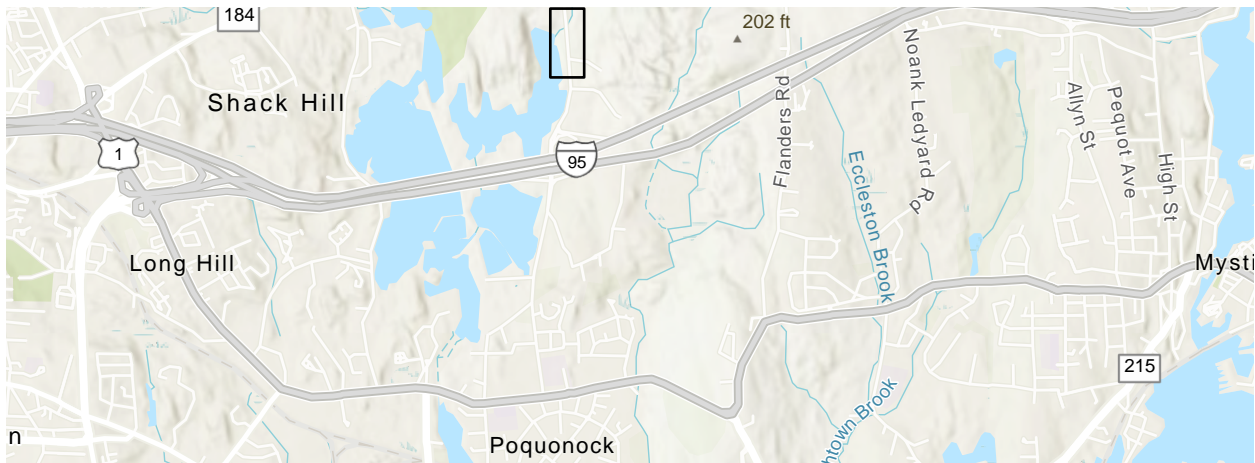 184
202 ft
Shack Hill
Flanders Rd
Noank Ledyard Rd
Allyn St
Pequot Ave
High St
1
95
Eccleston Brook
Long Hill
Mysti
215
htown Brook
n
Poquonock